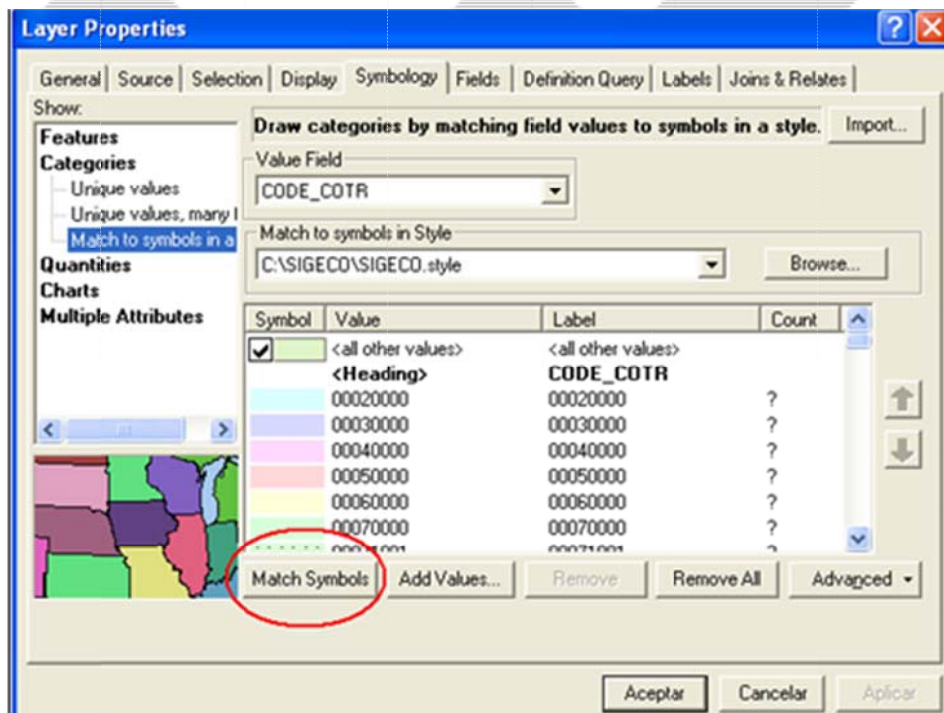 Layer Properties
General Source Selection Display Symbology Fields Definition Query Labels Joins & Relates
Show:
Features
Categories
Unique values
Unique values, many
Match to symbols in a
Quantities
Charts
Multiple Attributes
Draw categories by matching field values to symbols in a style.
Import...
Value Field
CODE_COTR
Match to symbols in Style
C:\SIGECO\SIGECO.style
Browse...
Symbol Value Label Count
<all other values> <all other values>
<Heading> CODE_COTR
00020000 00020000 ?
00030000 00030000 ?
00040000 00040000 ?
00050000 00050000 ?
00060000 00060000 ?
00070000 00070000 ?
Match Symbols Add Values... Remove Remove All Advanced
Aceptar Cancelar Aplicar